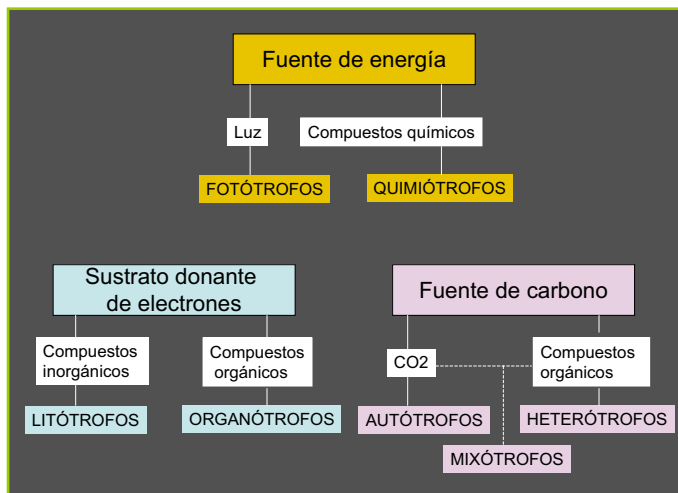 Fuente de energía
Luz
Compuestos químicos
FOTÓTROFOS
QUIMIÓTROFOS
Sustrato donante
de electrones
Compuestos
inorgánicos
Compuestos
orgánicos
LITÓTROFOS
ORGANÓTROFOS
Fuente de carbono
CO2
Compuestos
orgánicos
AUTÓTROFOS
HETERÓTROFOS
MIXÓTROFOS